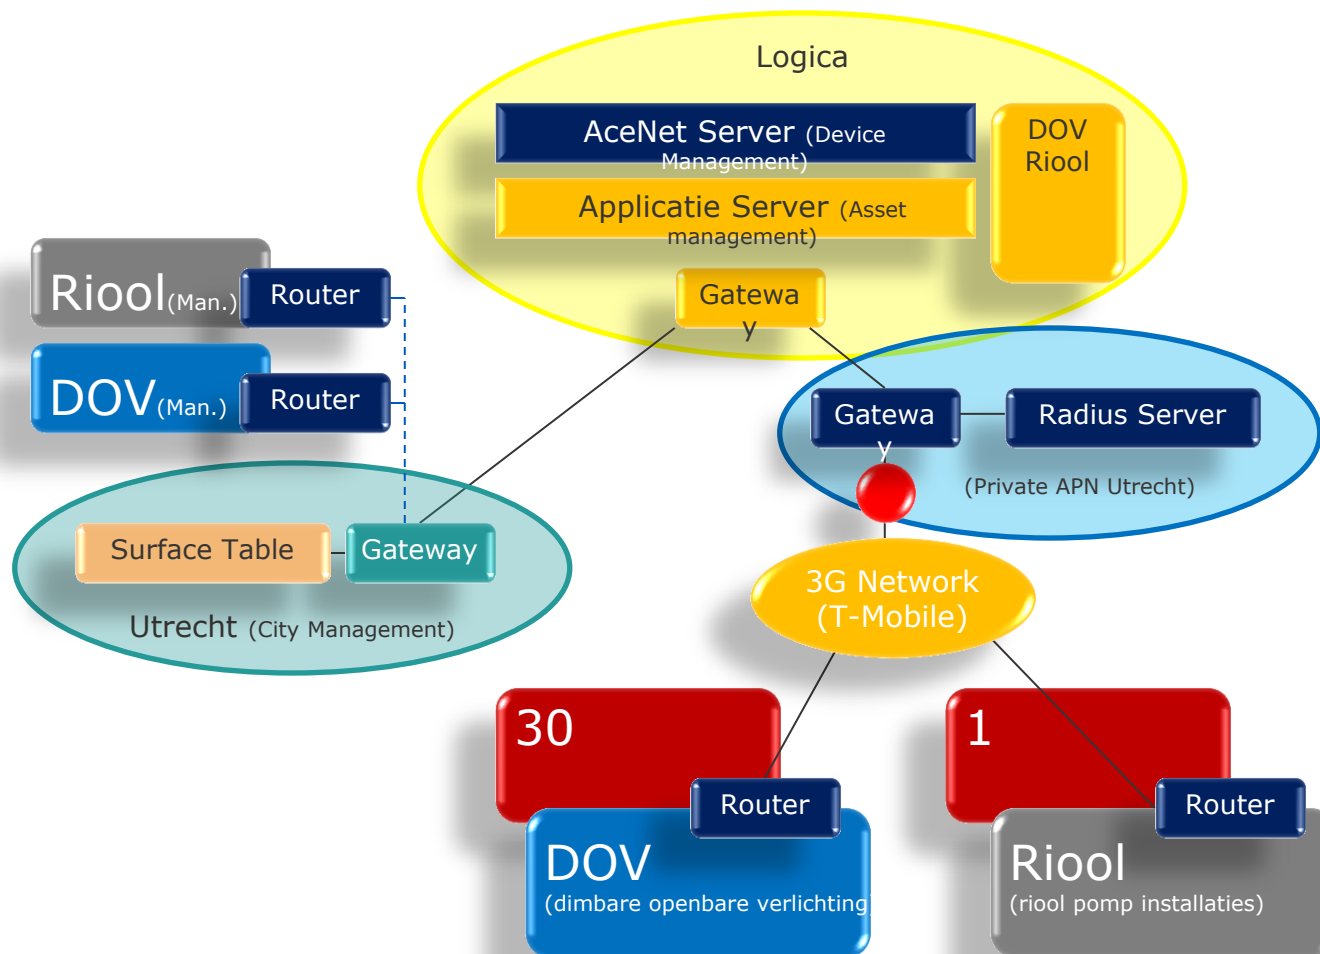 Logica
AceNet Server (Device
Management)
DOV
Riool
Applicatie Server (Asset
management)
Gatewa
y
Riool(Man.)
Router
DOV(Man.)
Router
Gatewa
y
Radius Server
(Private APN Utrecht)
Surface Table
Gateway
Utrecht (City Management)
3G Network
(T-Mobile)
30
1
Router
Router
DOV
(dimbare openbare verlichting)
Riool
(riool pomp installaties)